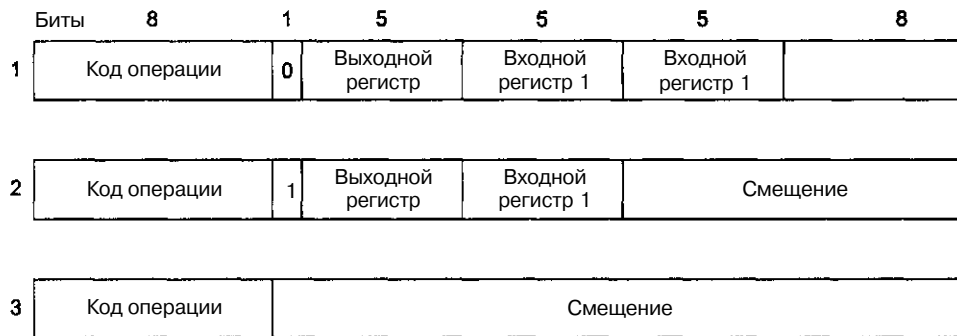 Биты 8 1 5 5 5 8
1 Код операции 0 Выходной регистр Входной регистр 1 Входной регистр 1
2 Код операции 1 Выходной регистр Входной регистр 1 Смещение
3 Код операции Смещение